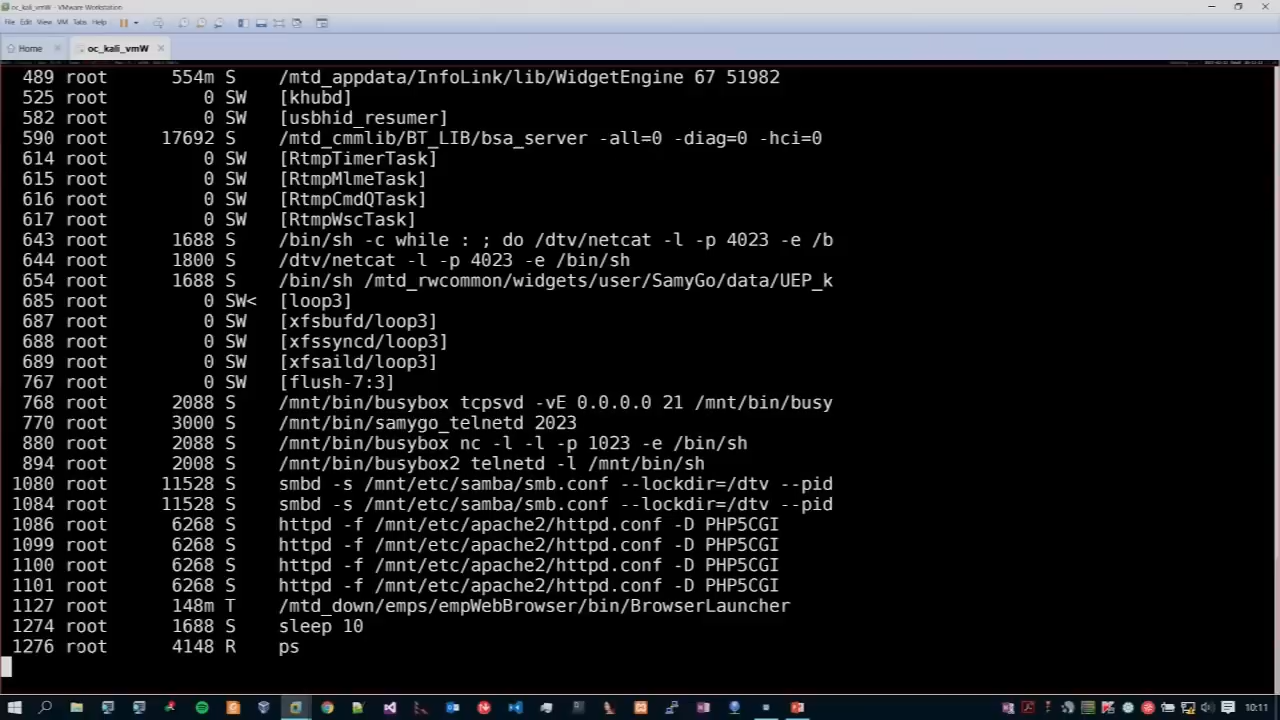 oc_kali_vmW - VMware Workstation
File Edit View VM Tabs Help
Home
oc_kali_vmW
489 root 554m S /mtd_appdata/InfoLink/lib/WidgetEngine 67 51982
525 root 0 SW [khubd]
582 root 0 SW [usbhid_resumer]
590 root 17692 S /mtd_cmmlib/BT_LIB/bsa_server -all=0 -diag=0 -hci=0
614 root 0 SW [RtmpTimerTask]
615 root 0 SW [RtmpMlmeTask]
616 root 0 SW [RtmpCmdQTask]
617 root 0 SW [RtmpWscTask]
643 root 1688 S /bin/sh -c while : ; do /dtv/netcat -l -p 4023 -e /b
644 root 1800 S /dtv/netcat -l -p 4023 -e /bin/sh
654 root 1688 S /bin/sh /mtd_rwcommon/widgets/user/SamyGo/data/UEP_k
685 root 0 SW< [loop3]
687 root 0 SW [xfsbufd/loop3]
688 root 0 SW [xfssyncd/loop3]
689 root 0 SW [xfsaild/loop3]
767 root 0 SW [flush-7:3]
768 root 2088 S /mnt/bin/busybox tcpsvd -vE 0.0.0.0 21 /mnt/bin/busy
770 root 3000 S /mnt/bin/samygo_telnetd 2023
880 root 2088 S /mnt/bin/busybox nc -l -l -p 1023 -e /bin/sh
894 root 2008 S /mnt/bin/busybox2 telnetd -l /mnt/bin/sh
1080 root 11528 S smbd -s /mnt/etc/samba/smb.conf --lockdir=/dtv --pid
1084 root 11528 S smbd -s /mnt/etc/samba/smb.conf --lockdir=/dtv --pid
1086 root 6268 S httpd -f /mnt/etc/apache2/httpd.conf -D PHP5CGI
1099 root 6268 S httpd -f /mnt/etc/apache2/httpd.conf -D PHP5CGI
1100 root 6268 S httpd -f /mnt/etc/apache2/httpd.conf -D PHP5CGI
1101 root 6268 S httpd -f /mnt/etc/apache2/httpd.conf -D PHP5CGI
1127 root 148m T /mtd_down/emps/empWebBrowser/bin/BrowserLauncher
1274 root 1688 S sleep 10
1276 root 4148 R ps
10:11